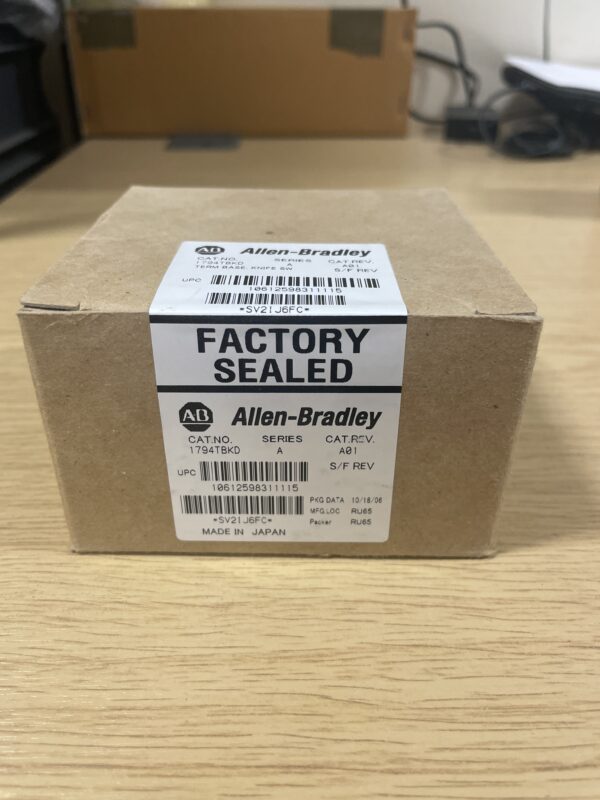 AB Allen-Bradley
CAT.NO. SERIES CAT.REV.
1794TBKD A A01
TERM BASE, KNIFE SW S/F REV
UPC
10612598311115
*SV21J6FC*
FACTORY
SEALED
AB Allen-Bradley
CAT.NO. SERIES CAT.REV.
1794TBKD A A01
S/F REV
UPC
10612598311115
PKG DATA 10/18/06
MFG.LOC RU65
*SV21J6FC* Packer RU65
MADE IN JAPAN